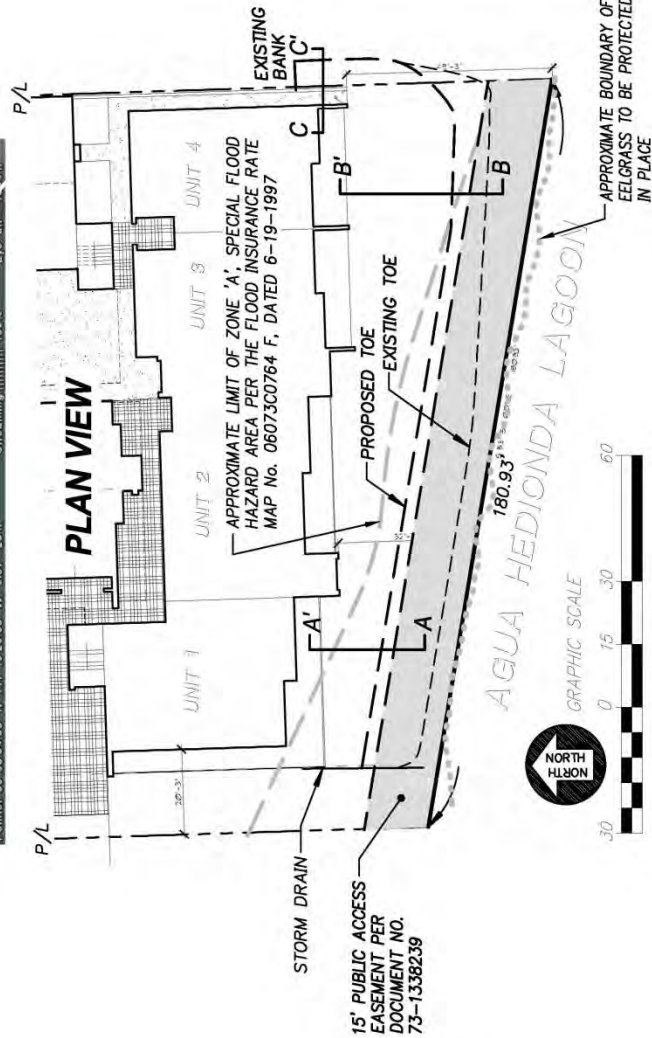 P/L
PLAN VIEW
P/L
UNIT 1
UNIT 2
UNIT 3
UNIT 4
EXISTING
BANK
C'
C
APPROXIMATE LIMIT OF ZONE 'A', SPECIAL FLOOD
HAZARD AREA PER THE FLOOD INSURANCE RATE
MAP No. 06073C0764 F, DATED 6-19-1997
A'
A
B'
B
PROPOSED TOE
EXISTING TOE
STORM DRAIN
15' PUBLIC ACCESS
EASEMENT PER
DOCUMENT NO.
73-1338239
180.93'
AGUA HEDIONDA LAGOON
APPROXIMATE BOUNDARY OF
EELGRASS TO BE PROTECTED
IN PLACE
NORTH
NORTH
GRAPHIC SCALE
30
0
15
30
60